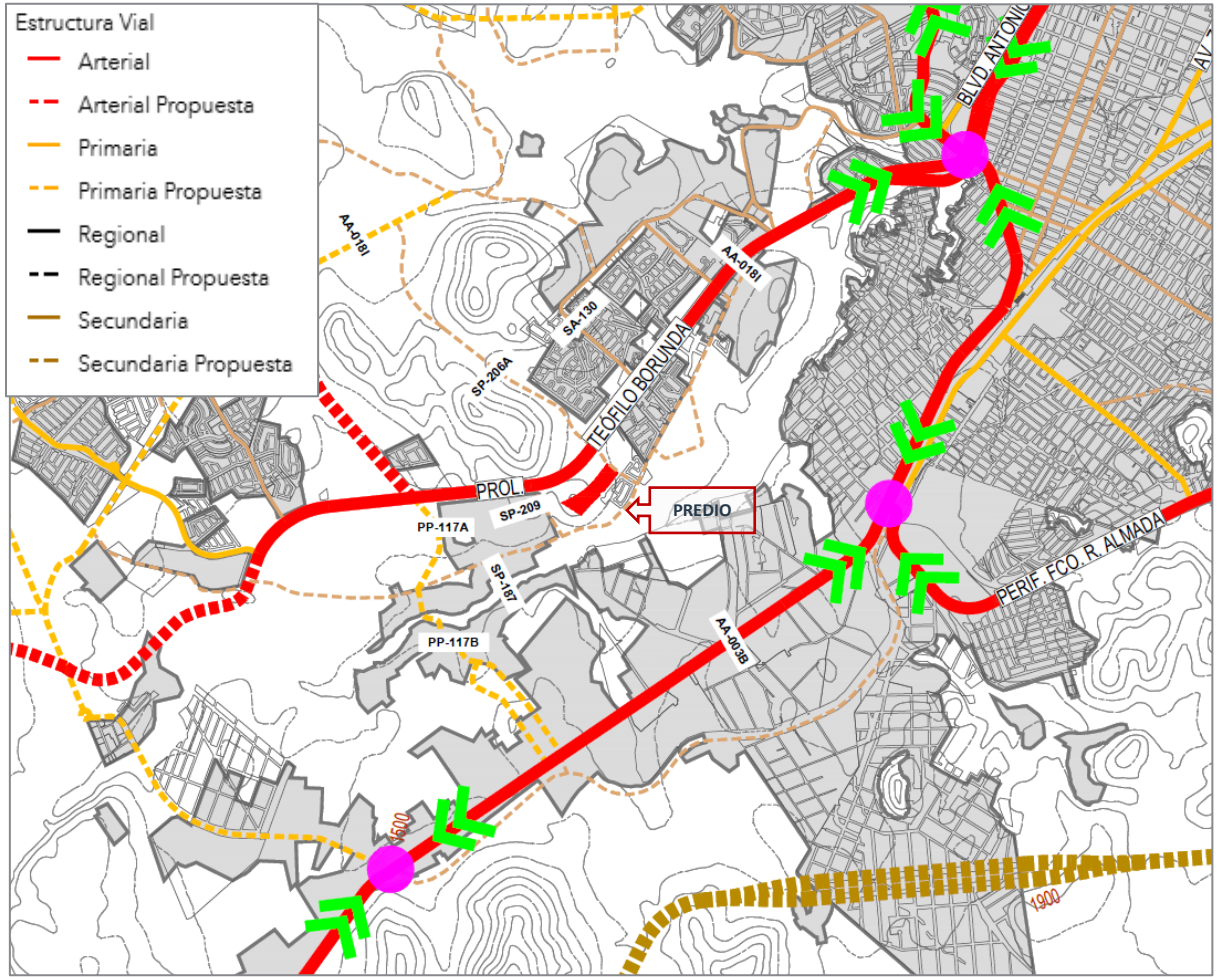 Estructura Vial
Arterial
Arterial Propuesta
Primaria
Primaria Propuesta
Regional
Regional Propuesta
Secundaria
Secundaria Propuesta
BLVD. ANTONIO
AV.
AA-018I
AA-018I
SA-130
SP-206A
TEOFILO BORUNDA
PROL.
SP-209
PREDIO
PP-117A
SP-187
PERIF. FCO. R. ALMADA
PP-117B
AA-003B
1500
1900